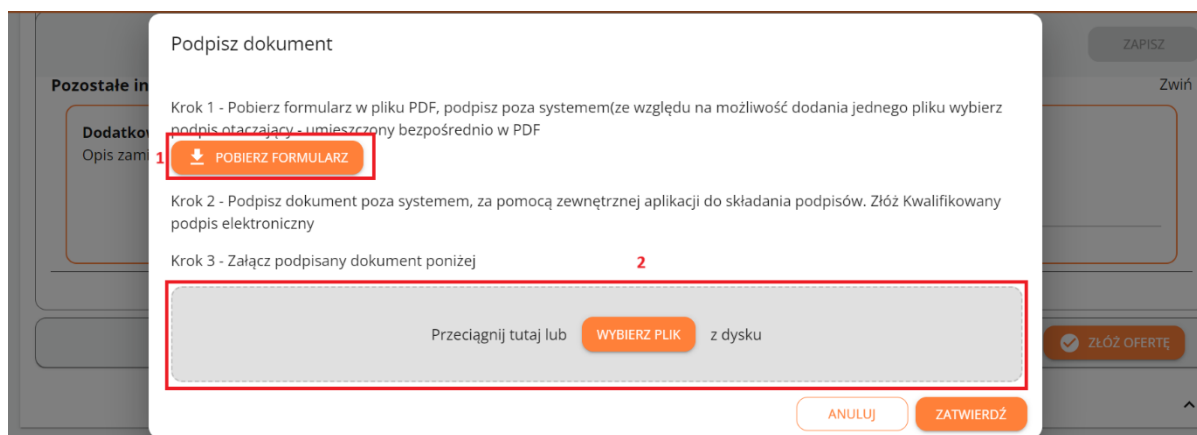 Podpisz dokument
ZAPISZ
Pozostałe in
Zwiń
Krok 1 - Pobierz formularz w pliku PDF, podpisz poza systemem(ze względu na możliwość dodania jednego pliku wybierz
podpis otaczający - umieszczony bezpośrednio w PDF
Dodatkow
Opis zami
1
POBIERZ FORMULARZ
Krok 2 - Podpisz dokument poza systemem, za pomocą zewnętrznej aplikacji do składania podpisów. Złóż Kwalifikowany
podpis elektroniczny
Krok 3 - Załącz podpisany dokument poniżej
2
Przeciągnij tutaj lub WYBIERZ PLIK z dysku
ZŁÓŻ OFERTĘ
ANULUJ
ZATWIERDŹ